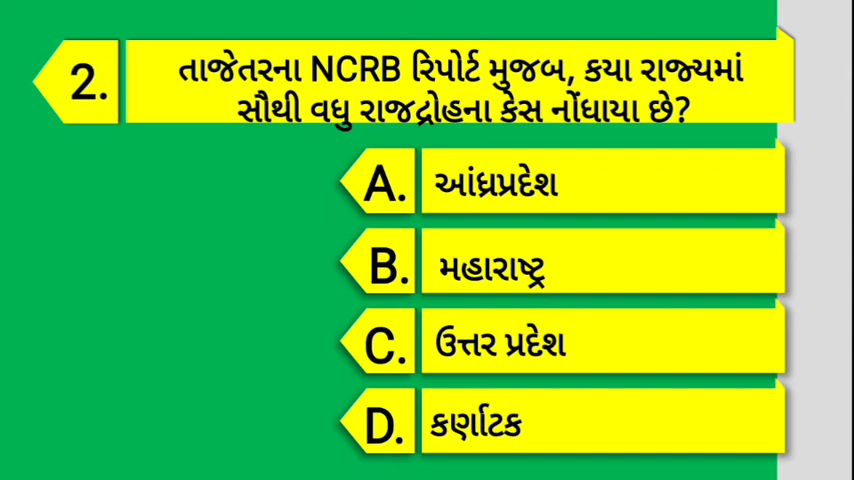 2. તાજેતરના NCRB રિપોર્ટ મુજબ, કયા રાજ્યમાં
સૌથી વધુ રાજદ્રોહના કેસ નોંધાયા છે?
A. આંધ્રપ્રદેશ
B. મહારાષ્ટ્ર
C. ઉત્તર પ્રદેશ
D. કર્ણાટક